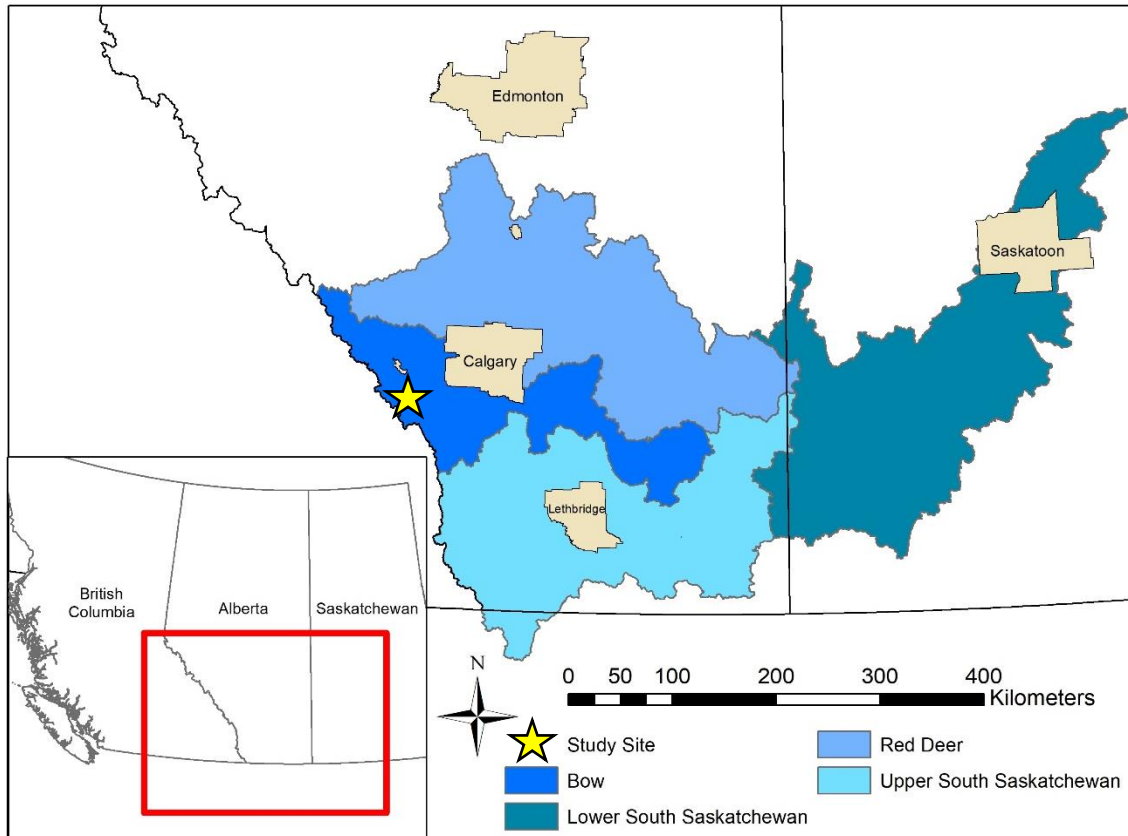 Edmonton
Saskatoon
Calgary
Lethbridge
British
Columbia
Alberta
Saskatchewan
N
0 50 100 200 300 400
Kilometers
Study Site
Bow
Lower South Saskatchewan
Red Deer
Upper South Saskatchewan